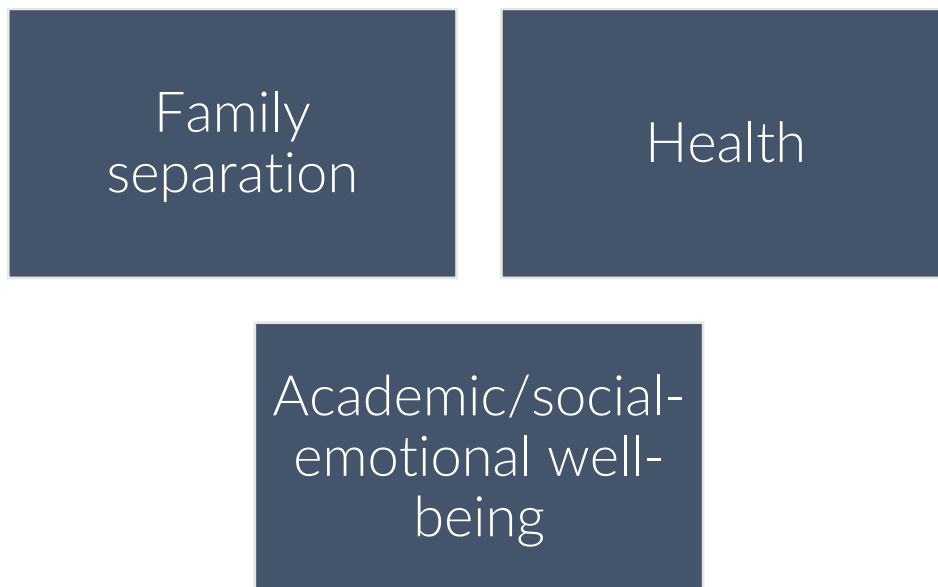 Family
separation
Health
Academic/social-
emotional well-
being